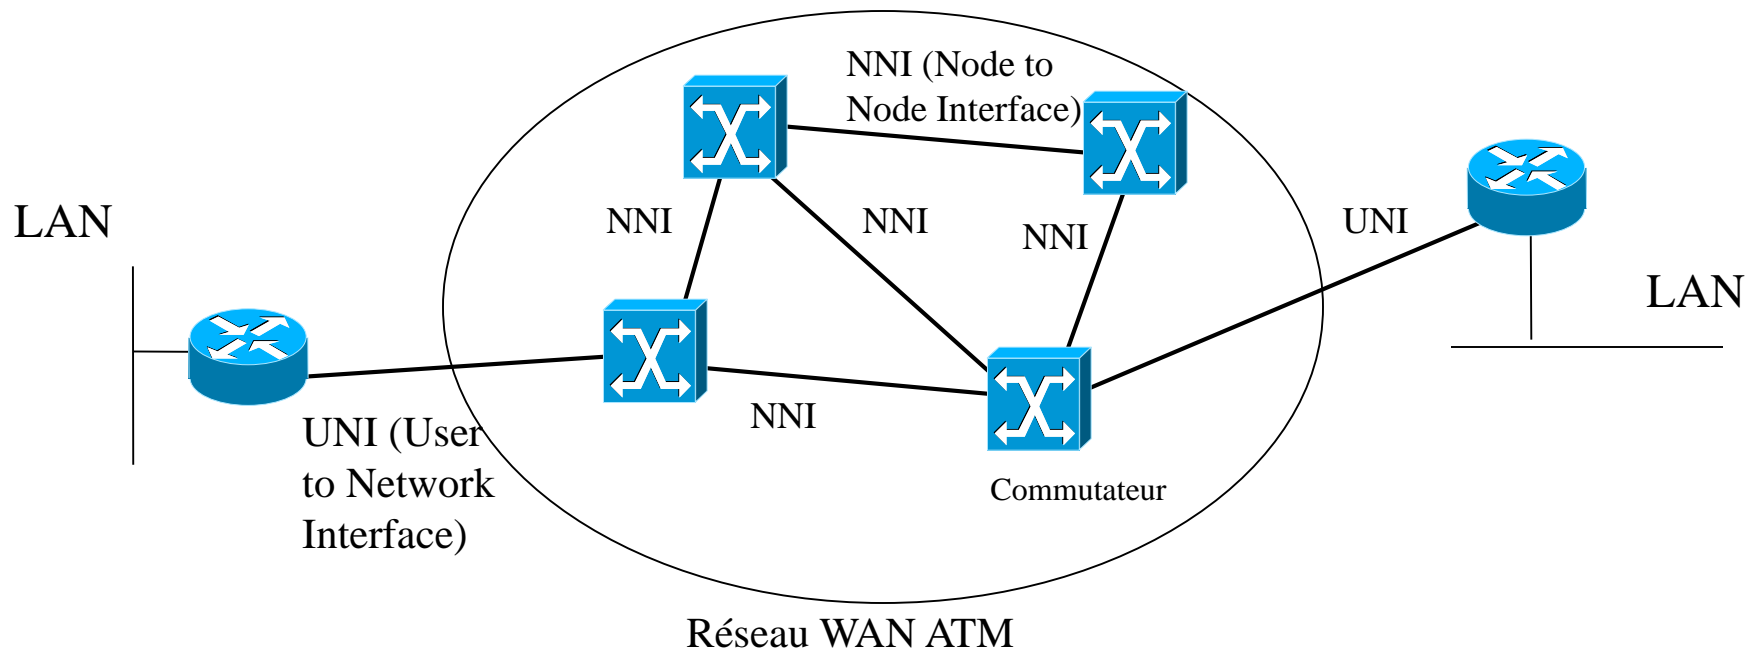 NNI (Node to
Node Interface)
LAN
NNI
NNI
NNI
UNI
LAN
NNI
UNI (User
to Network
Interface)
Commutateur
Réseau WAN ATM